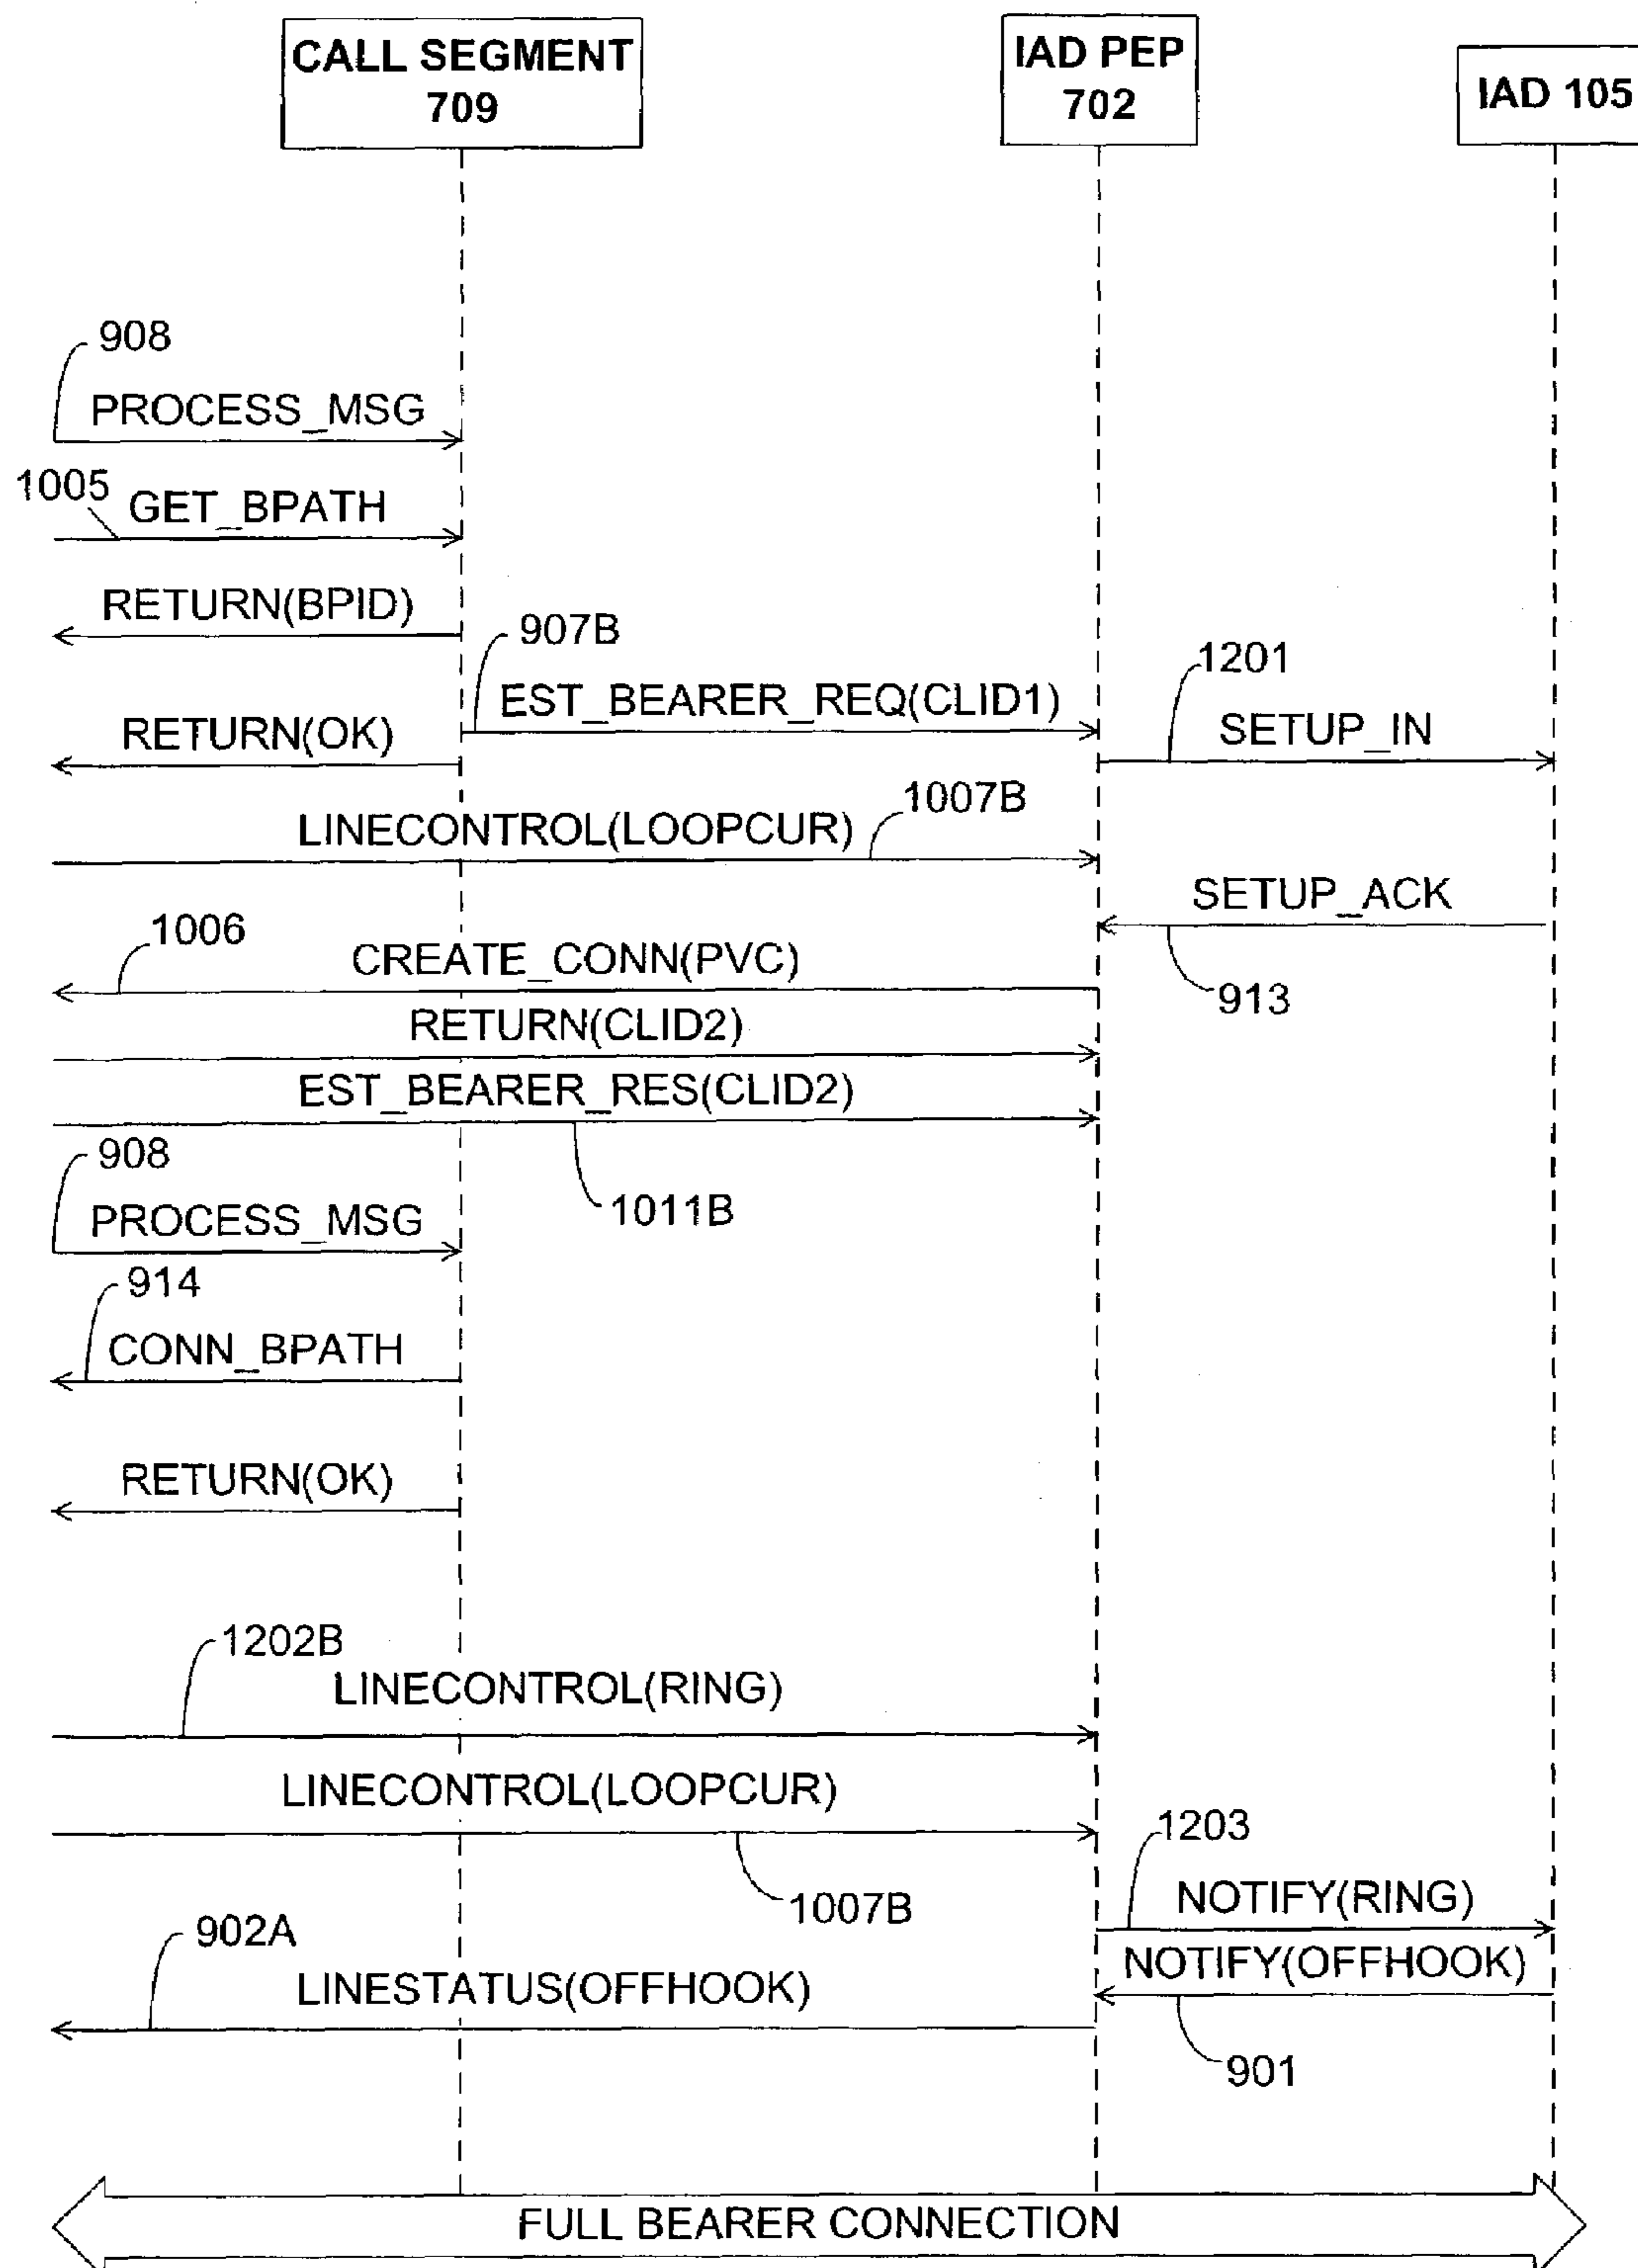 CALL SEGMENT
709
IAD PEP
702
IAD 105
908
PROCESS_MSG
1005
GET_BPATH
RETURN(BPID)
907B
EST_BEARER_REQ(CLID1)
1201
SETUP_IN
RETURN(OK)
1007B
LINECONTROL(LOOPCUR)
SETUP_ACK
913
1006
CREATE_CONN(PVC)
RETURN(CLID2)
EST_BEARER_RES(CLID2)
1011B
908
PROCESS_MSG
914
CONN_BPATH
RETURN(OK)
1202B
LINECONTROL(RING)
LINECONTROL(LOOPCUR)
1007B
1203
NOTIFY(RING)
902A
NOTIFY(OFFHOOK)
LINESTATUS(OFFHOOK)
901
FULL BEARER CONNECTION